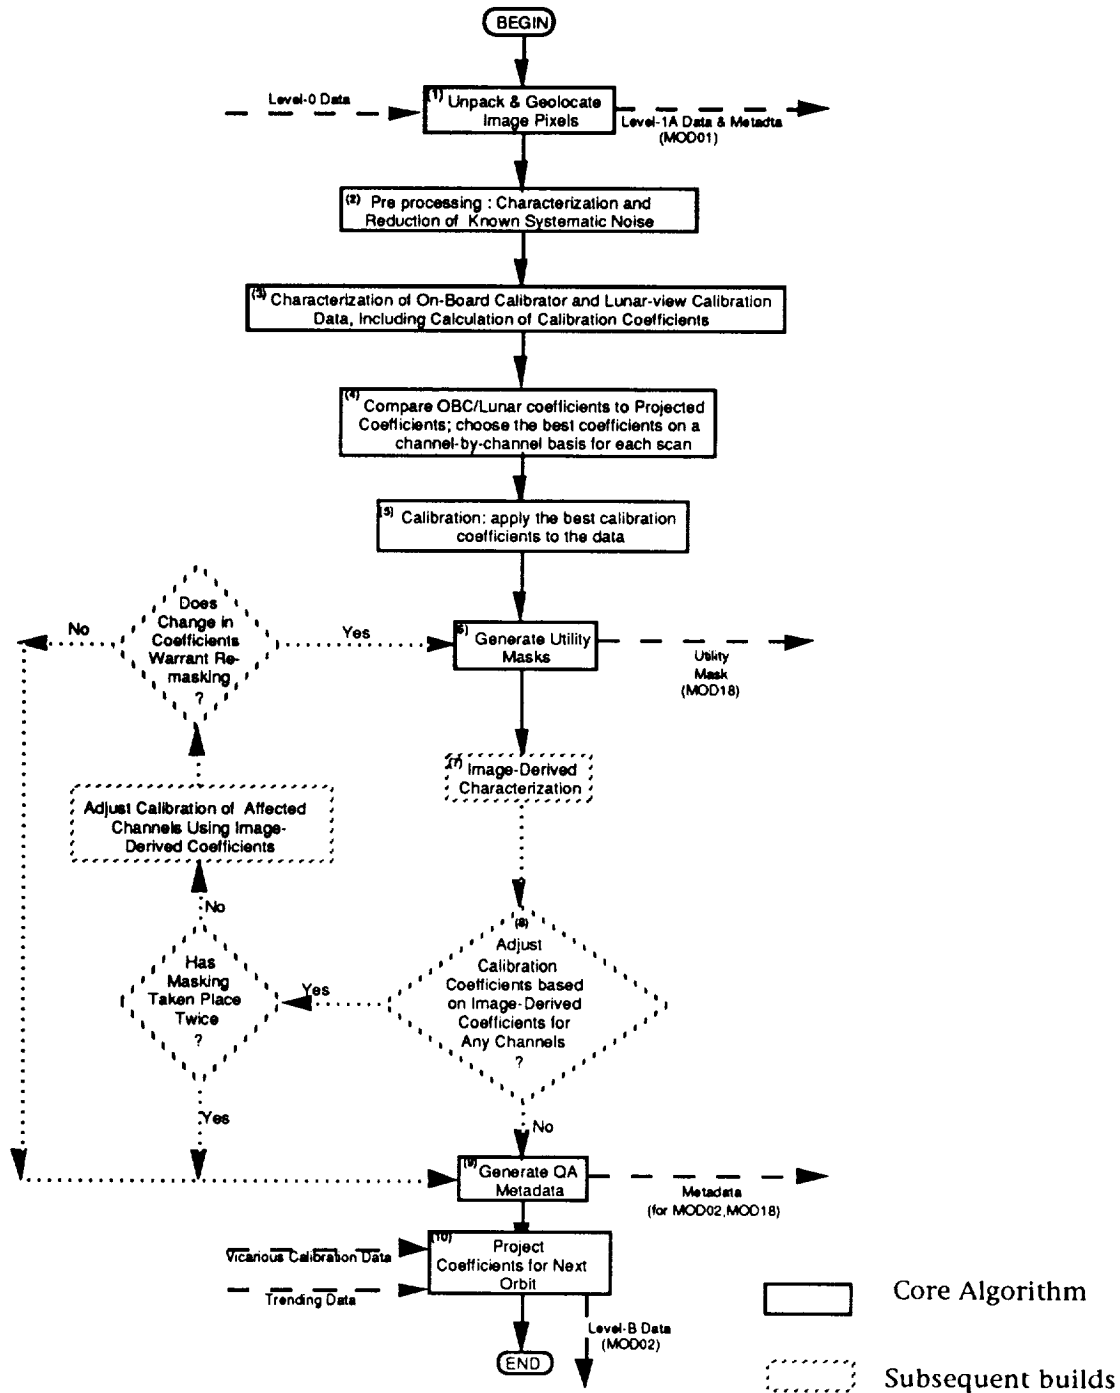 BEGIN
Level-0 Data
(1) Unpack & Geolocate
Image Pixels
Level-1A Data & Metadta
(MOD01)
(2) Pre processing : Characterization and
Reduction of Known Systematic Noise
(3) Characterization of On-Board Calibrator and Lunar-view Calibration
Data, Including Calculation of Calibration Coefficients
(4)
Compare OBC/Lunar coefficients to Projected
Coefficients; choose the best coefficients on a
channel-by-channel basis for each scan
(5) Calibration: apply the best calibration
coefficients to the data
Does
Change in
Coefficients
Warrant Re-
masking
?
No
Yes
(6) Generate Utility
Masks
Utility
Mask
(MOD18)
(7) Image-Derived
Characterization
Adjust Calibration of Affected
Channels Using Image-
Derived Coefficients
No
Has
Masking
Taken Place
Twice
?
Yes
(8)
Adjust
Calibration
Coefficients based
on Image-Derived
Coefficients for
Any Channels
?
Yes
No
(9) Generate QA
Metadata
Metadata
(for MOD02,MOD18)
Vicarious Calibration Data
Trending Data
(10) Project
Coefficients for Next
Orbit
Level-B Data
(MOD02)
END
Core Algorithm
Subsequent builds